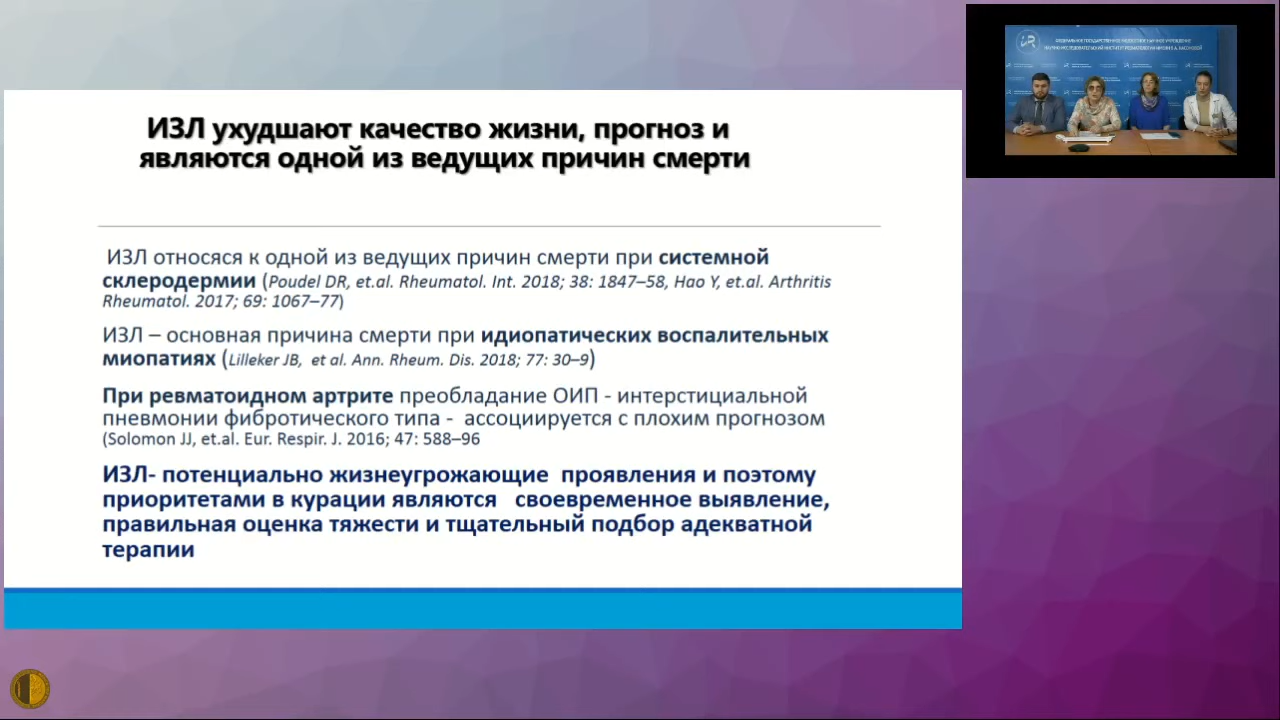 ИЗЛ ухудшают качество жизни, прогноз и
являются одной из ведущих причин смерти
ИЗЛ относяся к одной из ведущих причин смерти при системной
склеродермии (Poudel DR, et.al. Rheumatol. Int. 2018; 38: 1847–58, Hao Y, et.al. Arthritis
Rheumatol. 2017; 69: 1067–77)
ИЗЛ – основная причина смерти при идиопатических воспалительных
миопатиях (Lilleker JB, et al. Ann. Rheum. Dis. 2018; 77: 30–9)
При ревматоидном артрите преобладание ОИП - интерстициальной
пневмонии фибротического типа - ассоциируется с плохим прогнозом
(Solomon JJ, et.al. Eur. Respir. J. 2016; 47: 588–96
ИЗЛ- потенциально жизнеугрожающие проявления и поэтому
приоритетами в курации являются своевременное выявление,
правильная оценка тяжести и тщательный подбор адекватной
терапии